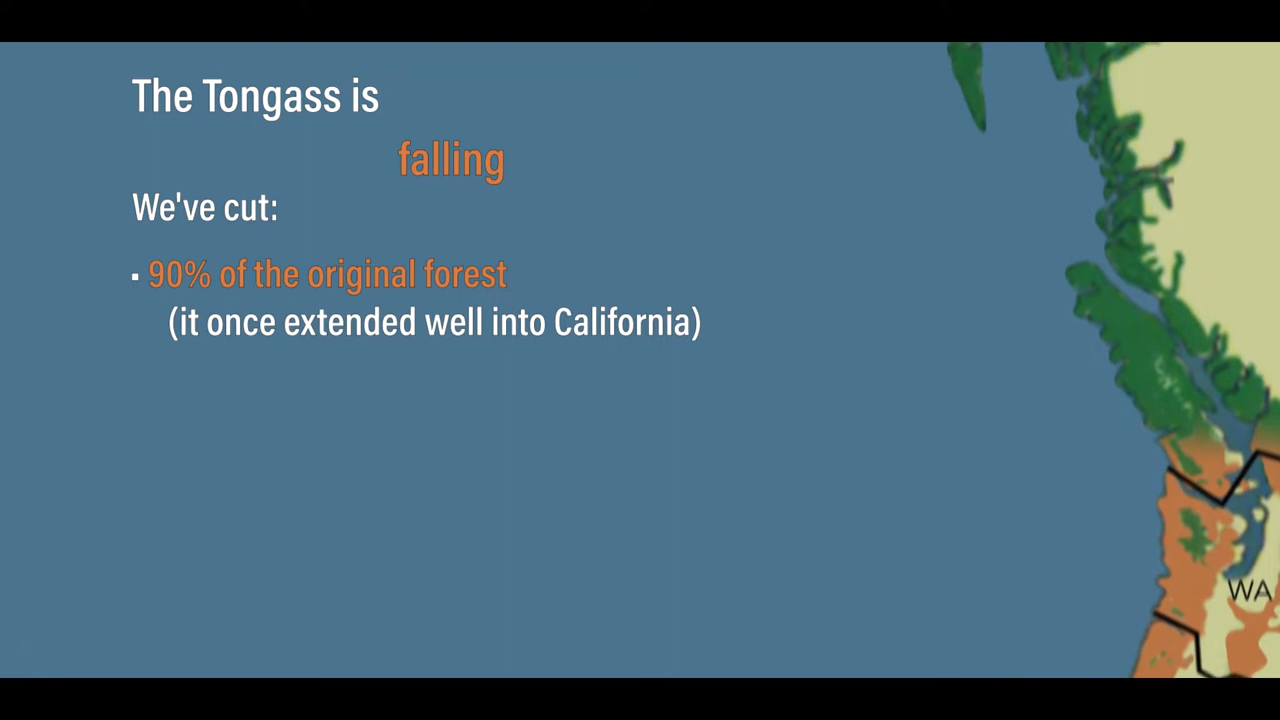 The Tongass is
falling
We've cut:
▪ 90% of the original forest
(it once extended well into California)
WA